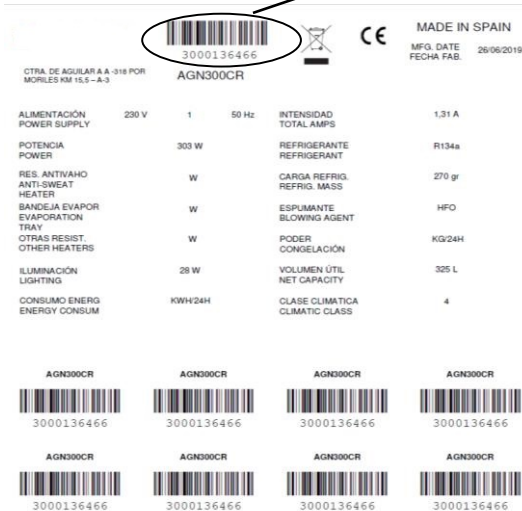 MADE IN SPAIN
3000136466
CE
MFG. DATE 26/06/2019
FECHA FAB.
CTRA. DE AGUILAR A A -318 POR
MORILES KM 15,5 – A-3
AGN300CR
ALIMENTACIÓN 230 V 1 50 Hz INTENSIDAD 1,31 A
POWER SUPPLY TOTAL AMPS
POTENCIA 303 W REFRIGERANTE R134a
POWER REFRIGERANT
RES. ANTIVAHO W CARGA REFRIG. 270 gr
ANTI-SWEAT REFRIG. MASS
HEATER
BANDEJA EVAPOR W ESPUMANTE HFO
EVAPORATION BLOWING AGENT
TRAY
OTRAS RESIST. W PODER KG/24H
OTHER HEATERS CONGELACIÓN
ILUMINACIÓN 28 W VOLUMEN ÚTIL 325 L
LIGHTING NET CAPACITY
CONSUMO ENERG KWH/24H CLASE CLIMATICA 4
ENERGY CONSUM CLIMATIC CLASS
AGN300CR AGN300CR AGN300CR AGN300CR
3000136466 3000136466 3000136466 3000136466
AGN300CR AGN300CR AGN300CR AGN300CR
3000136466 3000136466 3000136466 3000136466